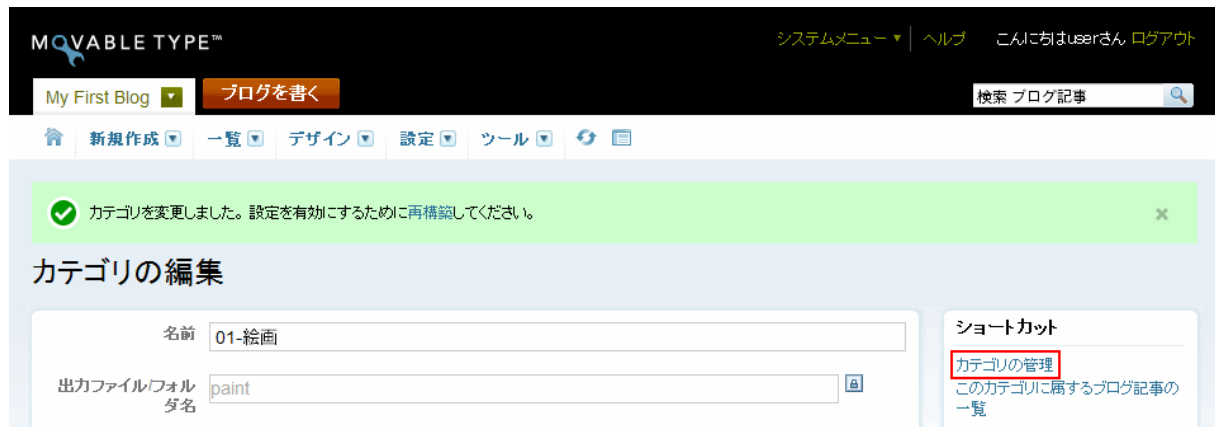 MOVABLE TYPE™
システムメニュー ▼ ヘルプ こんにちはuserさん ログアウト
My First Blog ブログを書く 検索 ブログ記事
新規作成 一覧 デザイン 設定 ツール
カテゴリを変更しました。設定を有効にするために再構築してください。
カテゴリの編集
名前 01-絵画
出力ファイル/フォル
ダ名
paint
ショートカット
カテゴリの管理
このカテゴリに属するブログ記事の
一覧